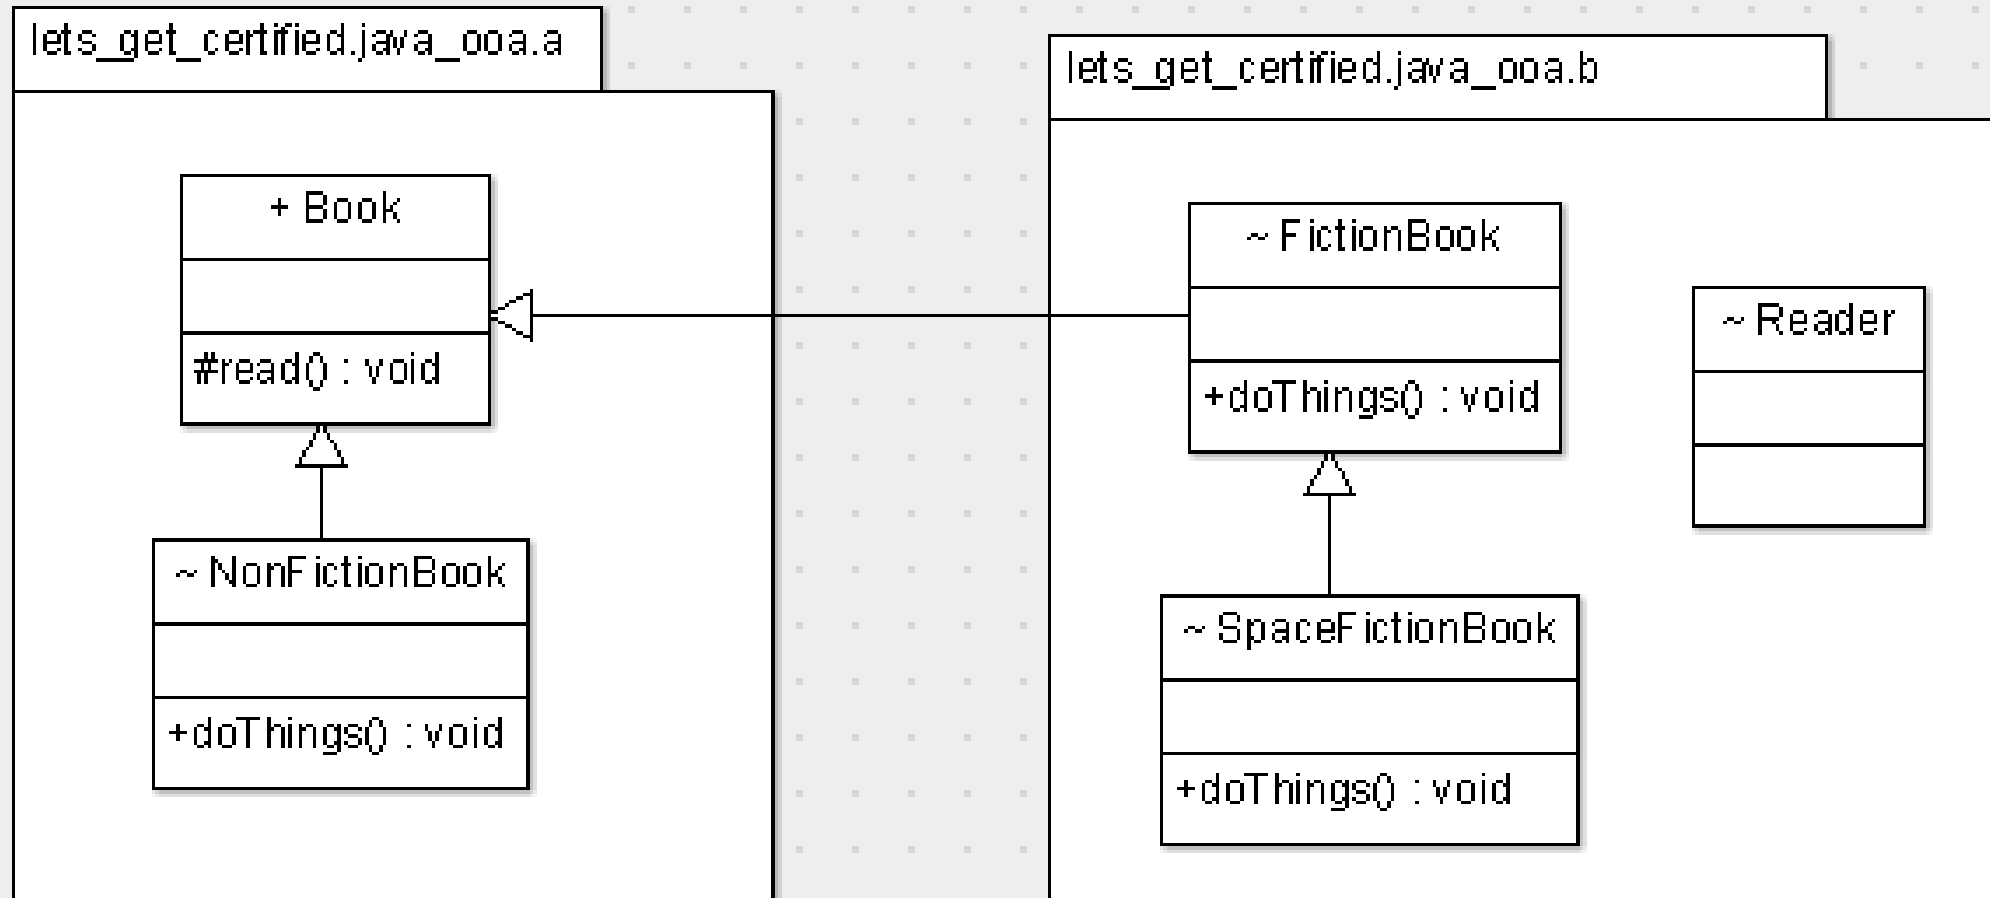 lets_get_certified.java_ooa.a
+ Book
#read() : void
~ NonFictionBook
+doThings() : void
lets_get_certified.java_ooa.b
~ FictionBook
+doThings() : void
~ SpaceFictionBook
+doThings() : void
~ Reader